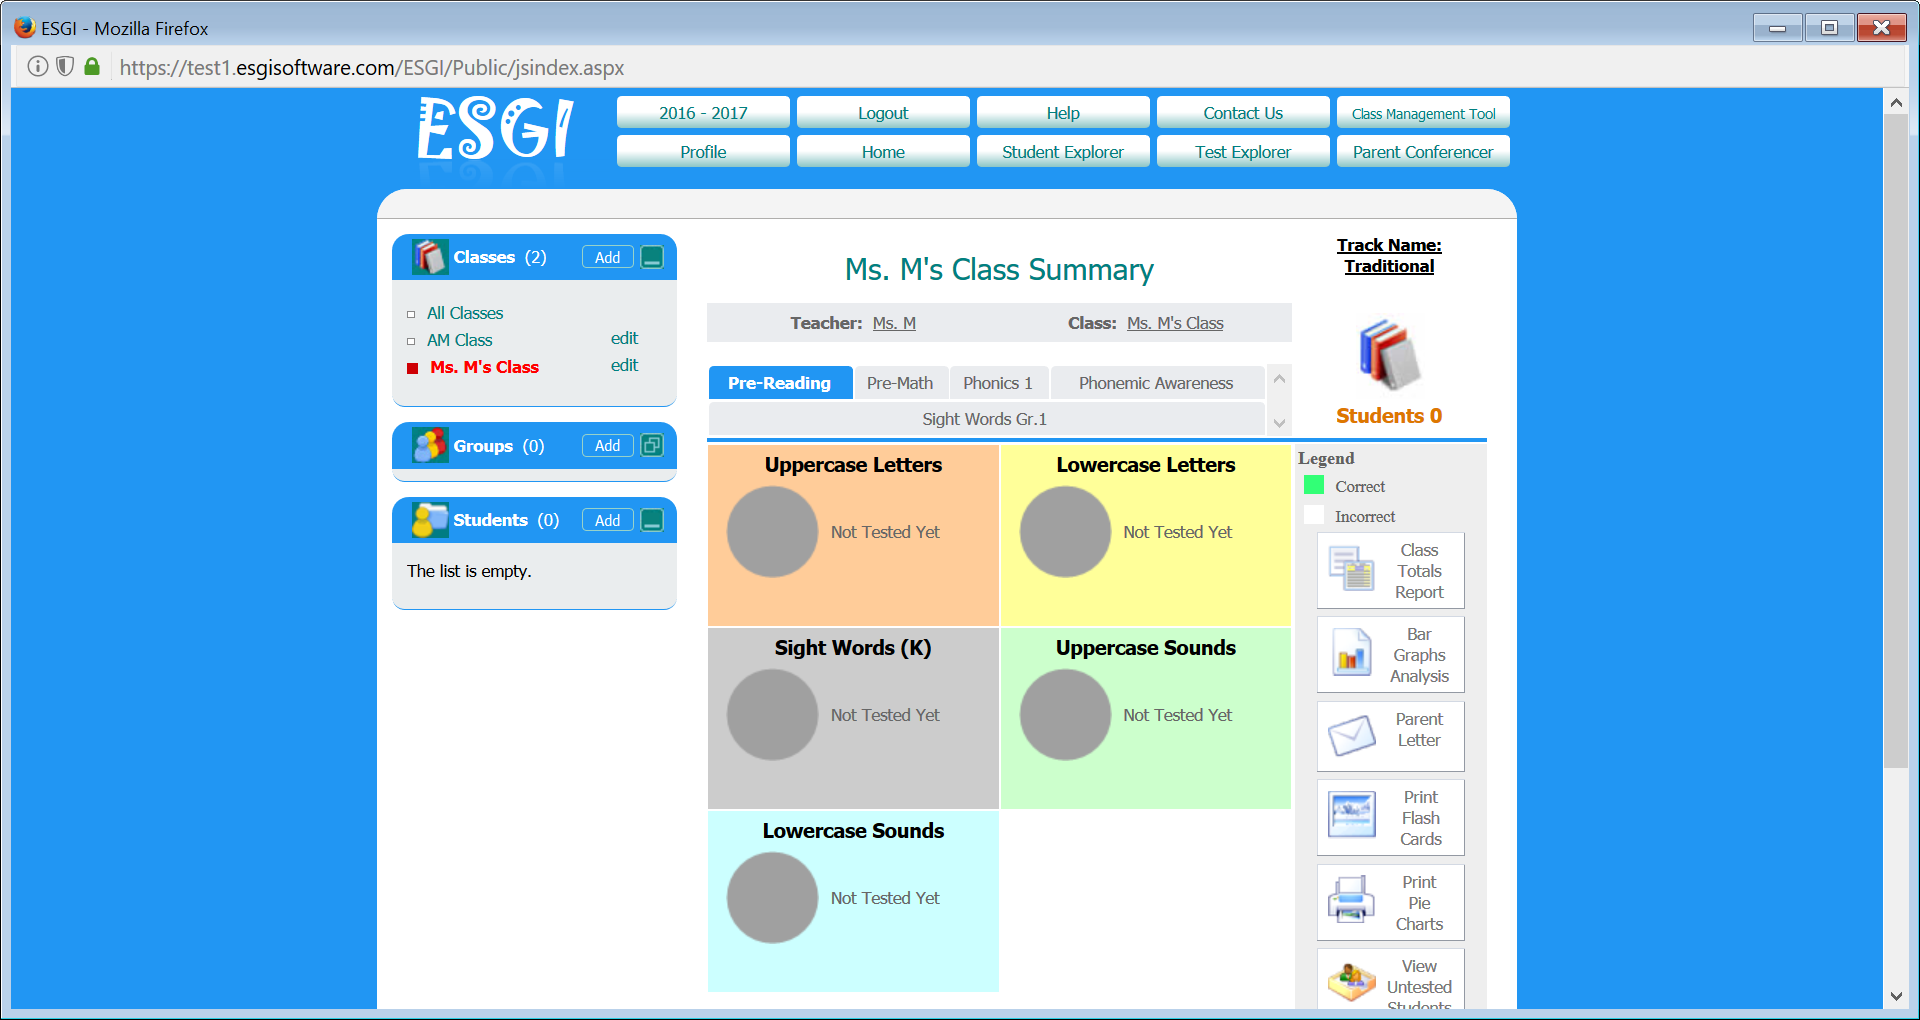 ESGI - Mozilla Firefox
https://test1.esgisoftware.com/ESGI/Public/jsindex.aspx
ESGI
2016 - 2017
Logout
Help
Contact Us
Class Management Tool
Profile
Home
Student Explorer
Test Explorer
Parent Conferencer
Classes (2)
Add
All Classes
AM Class
edit
Ms. M's Class
edit
Groups (0)
Add
Students (0)
Add
The list is empty.
Ms. M's Class Summary
Teacher: Ms. M
Class: Ms. M's Class
Track Name:
Traditional
Students 0
Pre-Reading
Pre-Math
Phonics 1
Phonemic Awareness
Sight Words Gr.1
Uppercase Letters
Not Tested Yet
Lowercase Letters
Not Tested Yet
Sight Words (K)
Not Tested Yet
Uppercase Sounds
Not Tested Yet
Lowercase Sounds
Not Tested Yet
Legend
Correct
Incorrect
Class
Totals
Report
Bar
Graphs
Analysis
Parent
Letter
Print
Flash
Cards
Print
Pie
Charts
View
Untested
Students